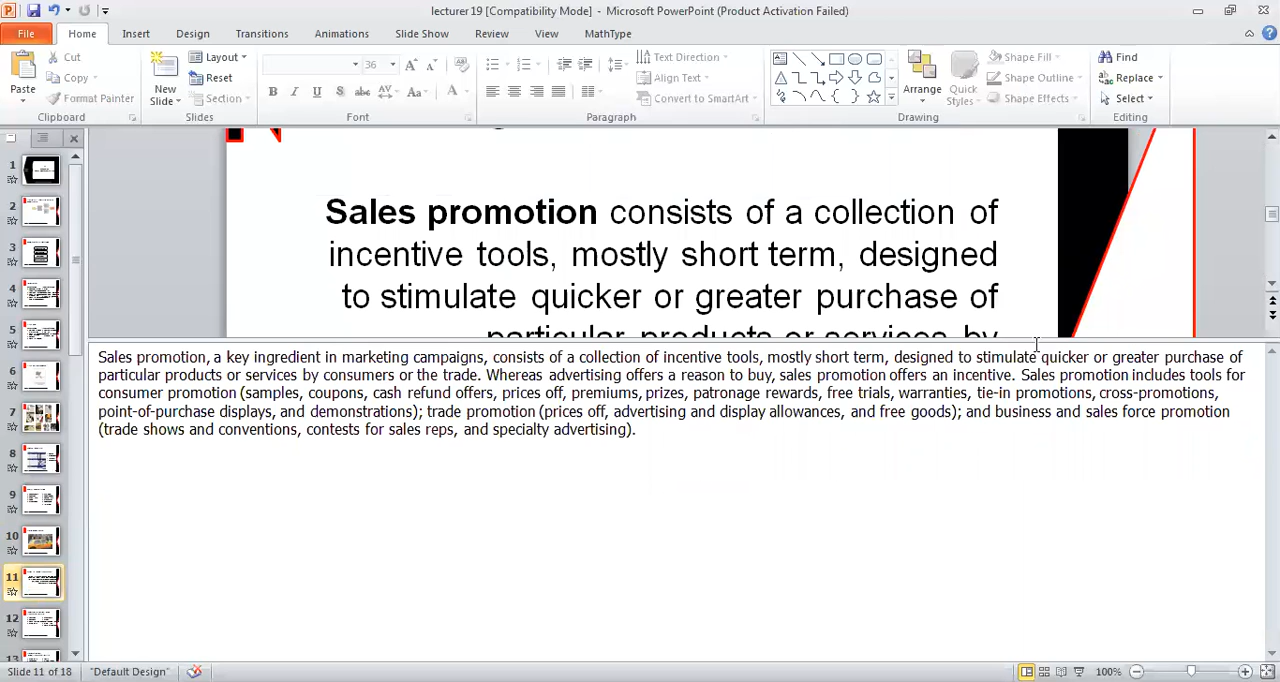 lecturer 19 [Compatibility Mode] - Microsoft PowerPoint (Product Activation Failed)
File Home Insert Design Transitions Animations Slide Show Review View MathType
Paste
Cut
Copy
Format Painter
Clipboard
New Slide
Layout
Reset
Section
Slides
36
Font
Text Direction
Align Text
Convert to SmartArt
Paragraph
Arrange
Quick Styles
Shape Fill
Shape Outline
Shape Effects
Drawing
Find
Replace
Select
Editing
1
2
3
4
5
6
7
8
9
10
11
12
13
Sales promotion consists of a collection of
incentive tools, mostly short term, designed
to stimulate quicker or greater purchase of
particular products or services by
Sales promotion, a key ingredient in marketing campaigns, consists of a collection of incentive tools, mostly short term, designed to stimulate quicker or greater purchase of
particular products or services by consumers or the trade. Whereas advertising offers a reason to buy, sales promotion offers an incentive. Sales promotion includes tools for
consumer promotion (samples, coupons, cash refund offers, prices off, premiums, prizes, patronage rewards, free trials, warranties, tie-in promotions, cross-promotions,
point-of-purchase displays, and demonstrations); trade promotion (prices off, advertising and display allowances, and free goods); and business and sales force promotion
(trade shows and conventions, contests for sales reps, and specialty advertising).
Slide 11 of 18 "Default Design" 100%